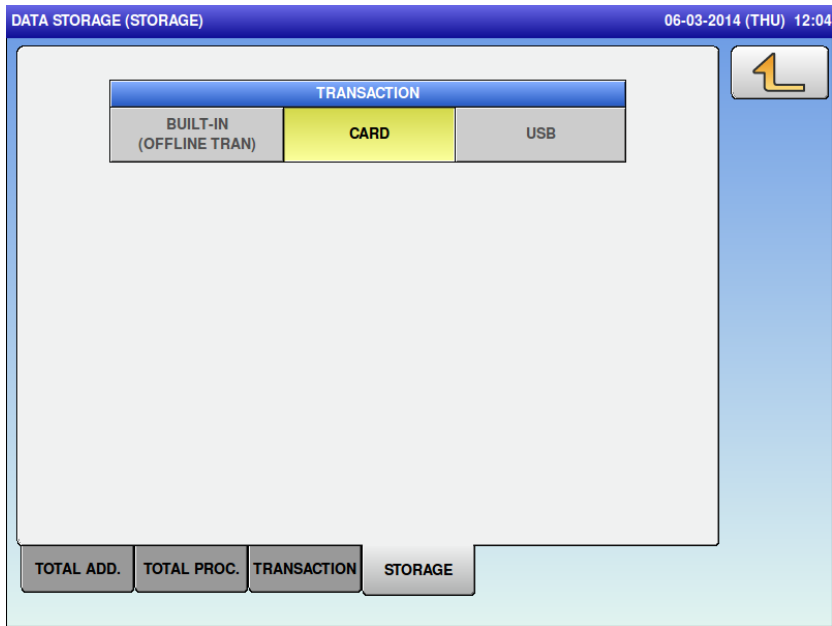 DATA STORAGE (STORAGE) 06-03-2014 (THU) 12:04
TRANSACTION
BUILT-IN
(OFFLINE TRAN)
CARD
USB
TOTAL ADD. TOTAL PROC. TRANSACTION STORAGE